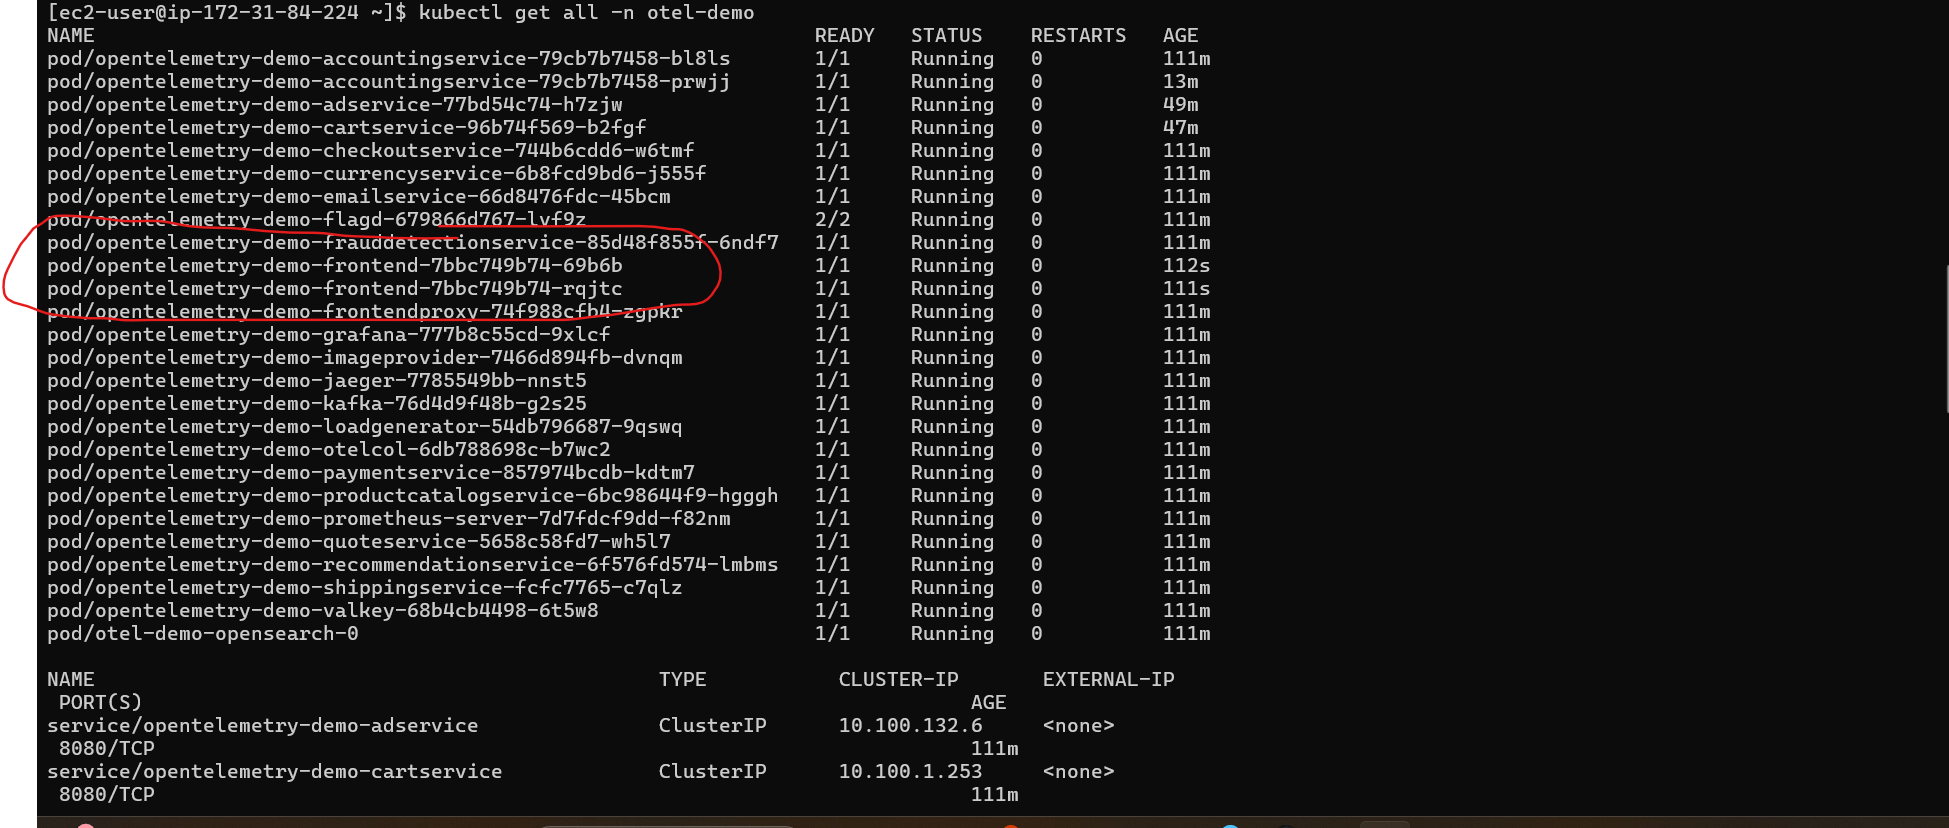 [ec2-user@ip-172-31-84-224 ~]$ kubectl get all -n otel-demo
NAME READY STATUS RESTARTS AGE
pod/opentelemetry-demo-accountingservice-79cb7b7458-bl8ls 1/1 Running 0 111m
pod/opentelemetry-demo-accountingservice-79cb7b7458-prwjj 1/1 Running 0 13m
pod/opentelemetry-demo-adservice-77bd54c74-h7zjw 1/1 Running 0 49m
pod/opentelemetry-demo-cartservice-96b74f569-b2fgf 1/1 Running 0 47m
pod/opentelemetry-demo-checkoutservice-744b6cdd6-w6tmf 1/1 Running 0 111m
pod/opentelemetry-demo-currencyservice-6b8fcd9bd6-j555f 1/1 Running 0 111m
pod/opentelemetry-demo-emailservice-66d8476fdc-45bcm 1/1 Running 0 111m
pod/opentelemetry-demo-flagd-679866d767-lvf9z 2/2 Running 0 111m
pod/opentelemetry-demo-frauddetectionservice-85d48f855f-6ndf7 1/1 Running 0 111m
pod/opentelemetry-demo-frontend-7bbc749b74-69b6b 1/1 Running 0 112s
pod/opentelemetry-demo-frontend-7bbc749b74-rqjtc 1/1 Running 0 111s
pod/opentelemetry-demo-frontendproxy-74f988cfb4-zgpkr 1/1 Running 0 111m
pod/opentelemetry-demo-grafana-777b8c55cd-9xlcf 1/1 Running 0 111m
pod/opentelemetry-demo-imageprovider-7466d894fb-dvnqm 1/1 Running 0 111m
pod/opentelemetry-demo-jaeger-7785549bb-nnst5 1/1 Running 0 111m
pod/opentelemetry-demo-kafka-76d4d9f48b-g2s25 1/1 Running 0 111m
pod/opentelemetry-demo-loadgenerator-54db796687-9qswq 1/1 Running 0 111m
pod/opentelemetry-demo-otelcol-6db788698c-b7wc2 1/1 Running 0 111m
pod/opentelemetry-demo-paymentservice-857974bcdb-kdtm7 1/1 Running 0 111m
pod/opentelemetry-demo-productcatalogservice-6bc98644f9-hgggh 1/1 Running 0 111m
pod/opentelemetry-demo-prometheus-server-7d7fdcf9dd-f82nm 1/1 Running 0 111m
pod/opentelemetry-demo-quoteservice-5658c58fd7-wh5l7 1/1 Running 0 111m
pod/opentelemetry-demo-recommendationservice-6f576fd574-lmbms 1/1 Running 0 111m
pod/opentelemetry-demo-shippingservice-fcfc7765-c7qlz 1/1 Running 0 111m
pod/opentelemetry-demo-valkey-68b4cb4498-6t5w8 1/1 Running 0 111m
pod/otel-demo-opensearch-0 1/1 Running 0 111m
NAME TYPE CLUSTER-IP EXTERNAL-IP
PORT(S) AGE
service/opentelemetry-demo-adservice ClusterIP 10.100.132.6 <none>
8080/TCP 111m
service/opentelemetry-demo-cartservice ClusterIP 10.100.1.253 <none>
8080/TCP 111m